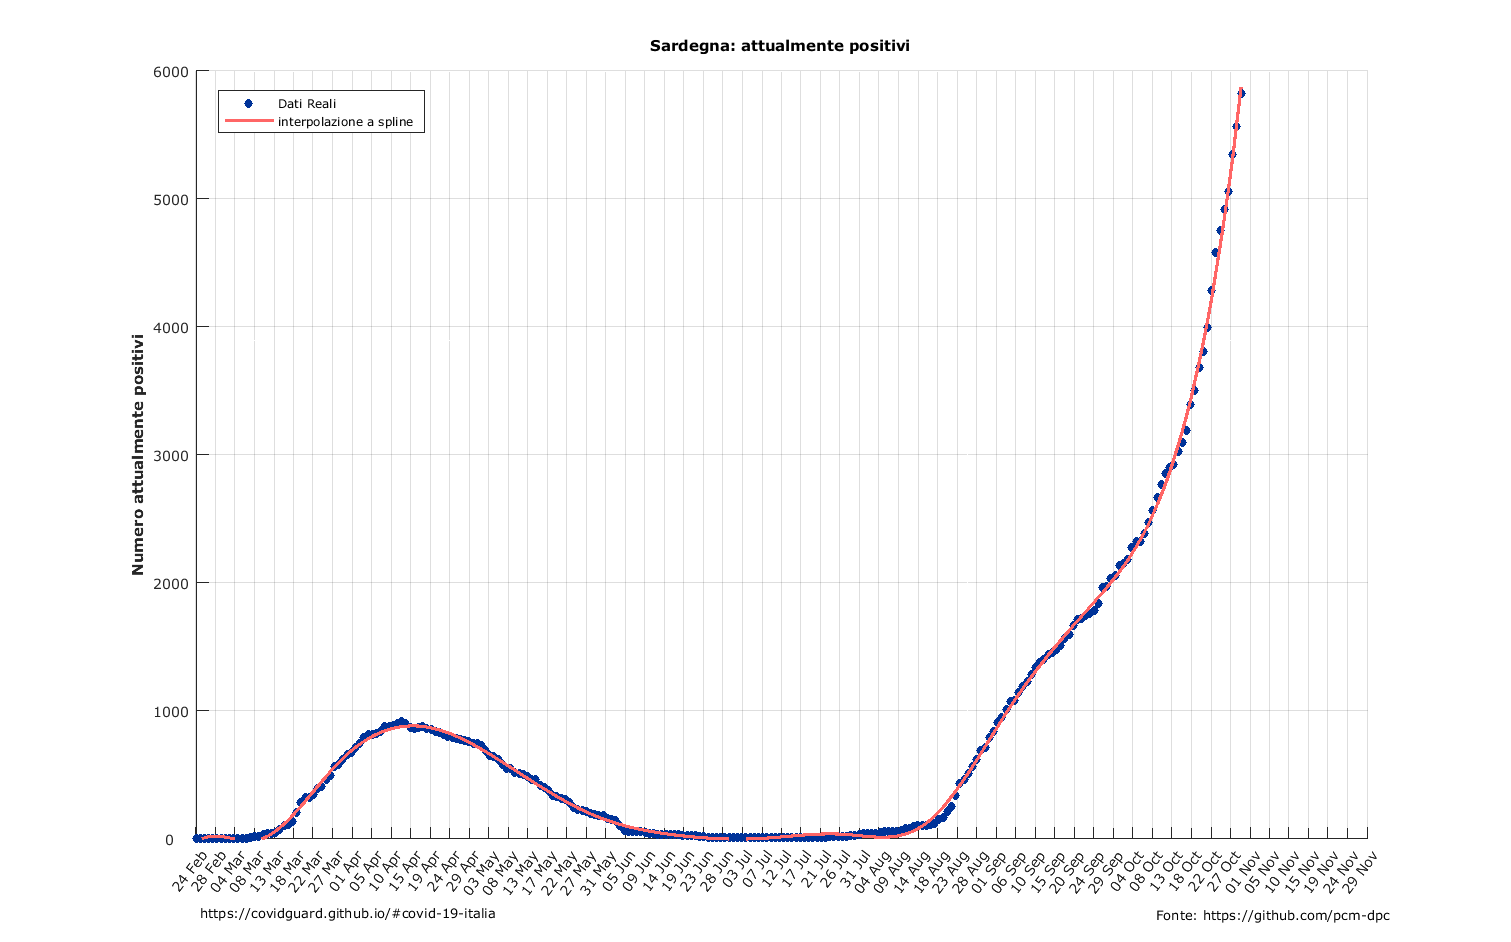 Sardegna: attualmente positivi
Dati Reali
interpolazione a spline
Numero attualmente positivi
6000
5000
4000
3000
2000
1000
0
24 Feb
28 Feb
04 Mar
08 Mar
13 Mar
18 Mar
22 Mar
27 Mar
01 Apr
05 Apr
10 Apr
15 Apr
19 Apr
24 Apr
29 Apr
03 May
08 May
13 May
17 May
22 May
27 May
31 May
05 Jun
09 Jun
14 Jun
19 Jun
23 Jun
28 Jun
03 Jul
07 Jul
12 Jul
17 Jul
21 Jul
26 Jul
31 Jul
04 Aug
09 Aug
14 Aug
18 Aug
23 Aug
28 Aug
01 Sep
06 Sep
10 Sep
15 Sep
20 Sep
24 Sep
29 Sep
04 Oct
08 Oct
13 Oct
18 Oct
22 Oct
27 Oct
01 Nov
05 Nov
10 Nov
15 Nov
19 Nov
24 Nov
29 Nov
https://covidguard.github.io/#covid-19-italia
Fonte: https://github.com/pcm-dpc